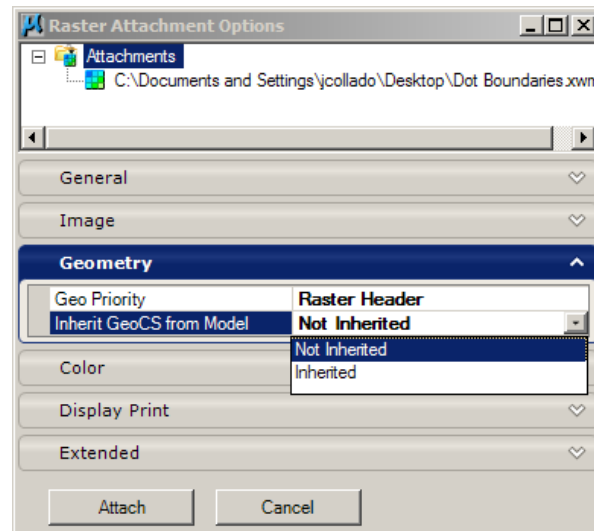 Raster Attachment Options
Attachments
C:\Documents and Settings\jcollado\Desktop\Dot Boundaries.xwm
General
Image
Geometry
Geo Priority Raster Header
Inherit GeoCS from Model Not Inherited
Not Inherited
Inherited
Color
Display Print
Extended
Attach Cancel